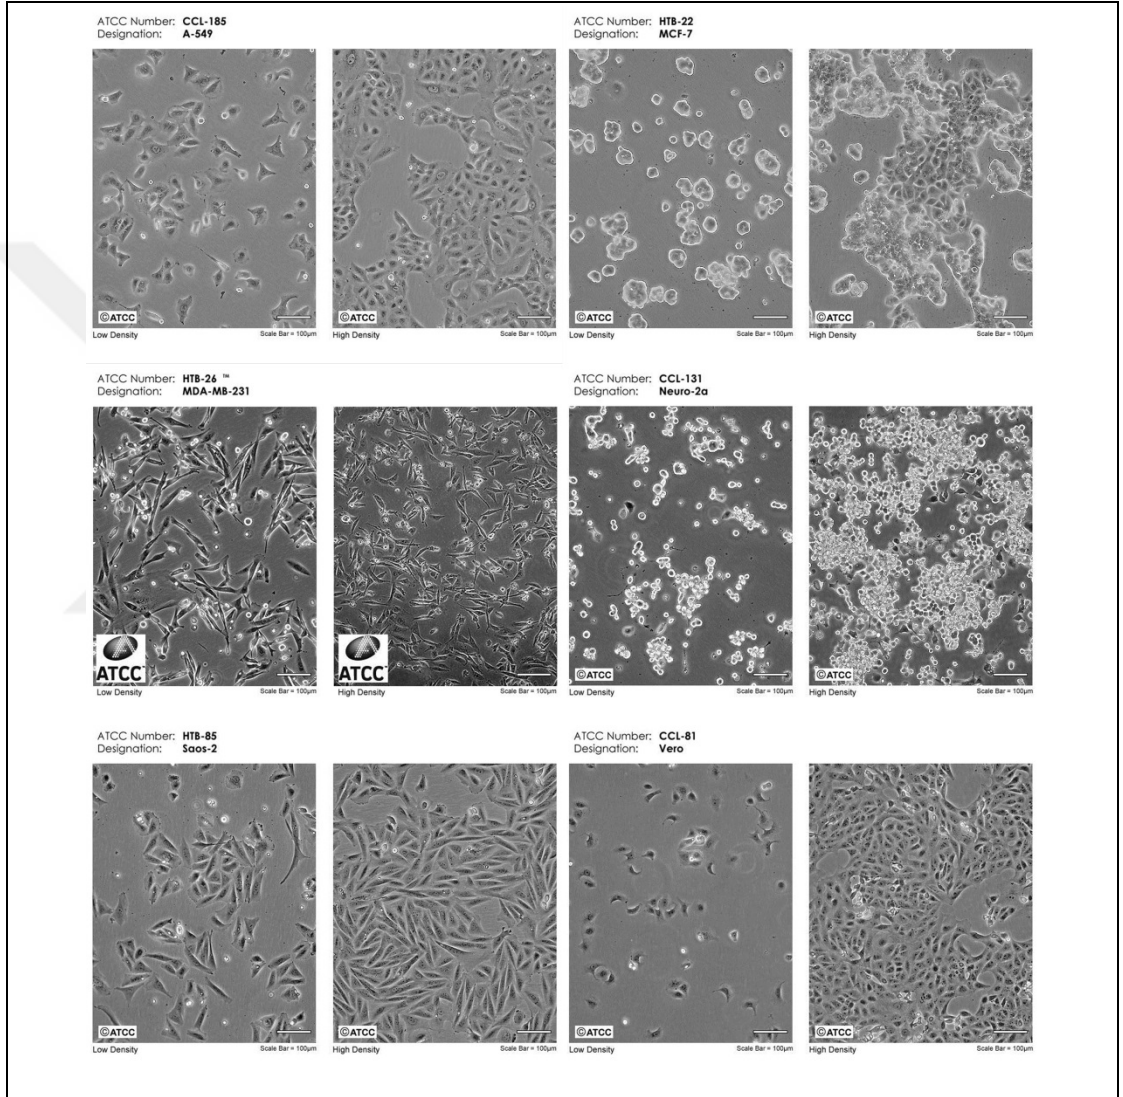 ATCC Number: CCL-185
Designation: A-549
©ATCC
Low Density Scale Bar = 100µm
©ATCC
High Density Scale Bar = 100µm
ATCC Number: HTB-22
Designation: MCF-7
©ATCC
Low Density Scale Bar = 100µm
©ATCC
High Density Scale Bar = 100µm
ATCC Number: HTB-26 ™
Designation: MDA-MB-231
ATCC
Low Density Scale Bar = 100µm
ATCC
High Density Scale Bar = 100µm
ATCC Number: CCL-131
Designation: Neuro-2a
©ATCC
Low Density Scale Bar = 100µm
©ATCC
High Density Scale Bar = 100µm
ATCC Number: HTB-85
Designation: Saos-2
©ATCC
Low Density Scale Bar = 100µm
©ATCC
High Density Scale Bar = 100µm
ATCC Number: CCL-81
Designation: Vero
©ATCC
Low Density Scale Bar = 100µm
©ATCC
High Density Scale Bar = 100µm